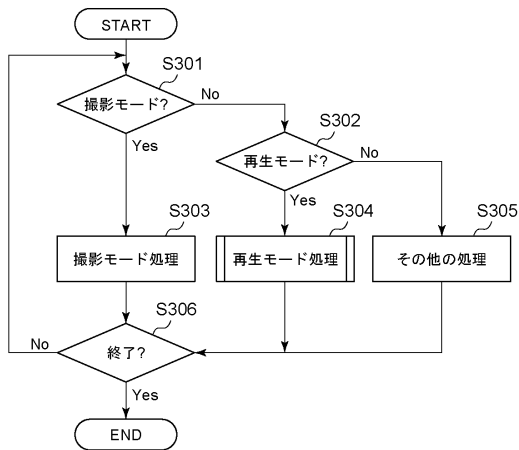 START
S301
撮影モード?
No
S302
Yes
再生モード?
No
Yes
S303
S304
S305
撮影モード処理
再生モード処理
その他の処理
S306
No
終了?
Yes
END